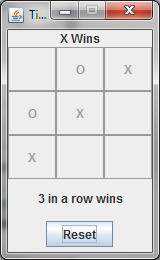 Ti...
X Wins
o x
o x
x
3 in a row wins
Reset